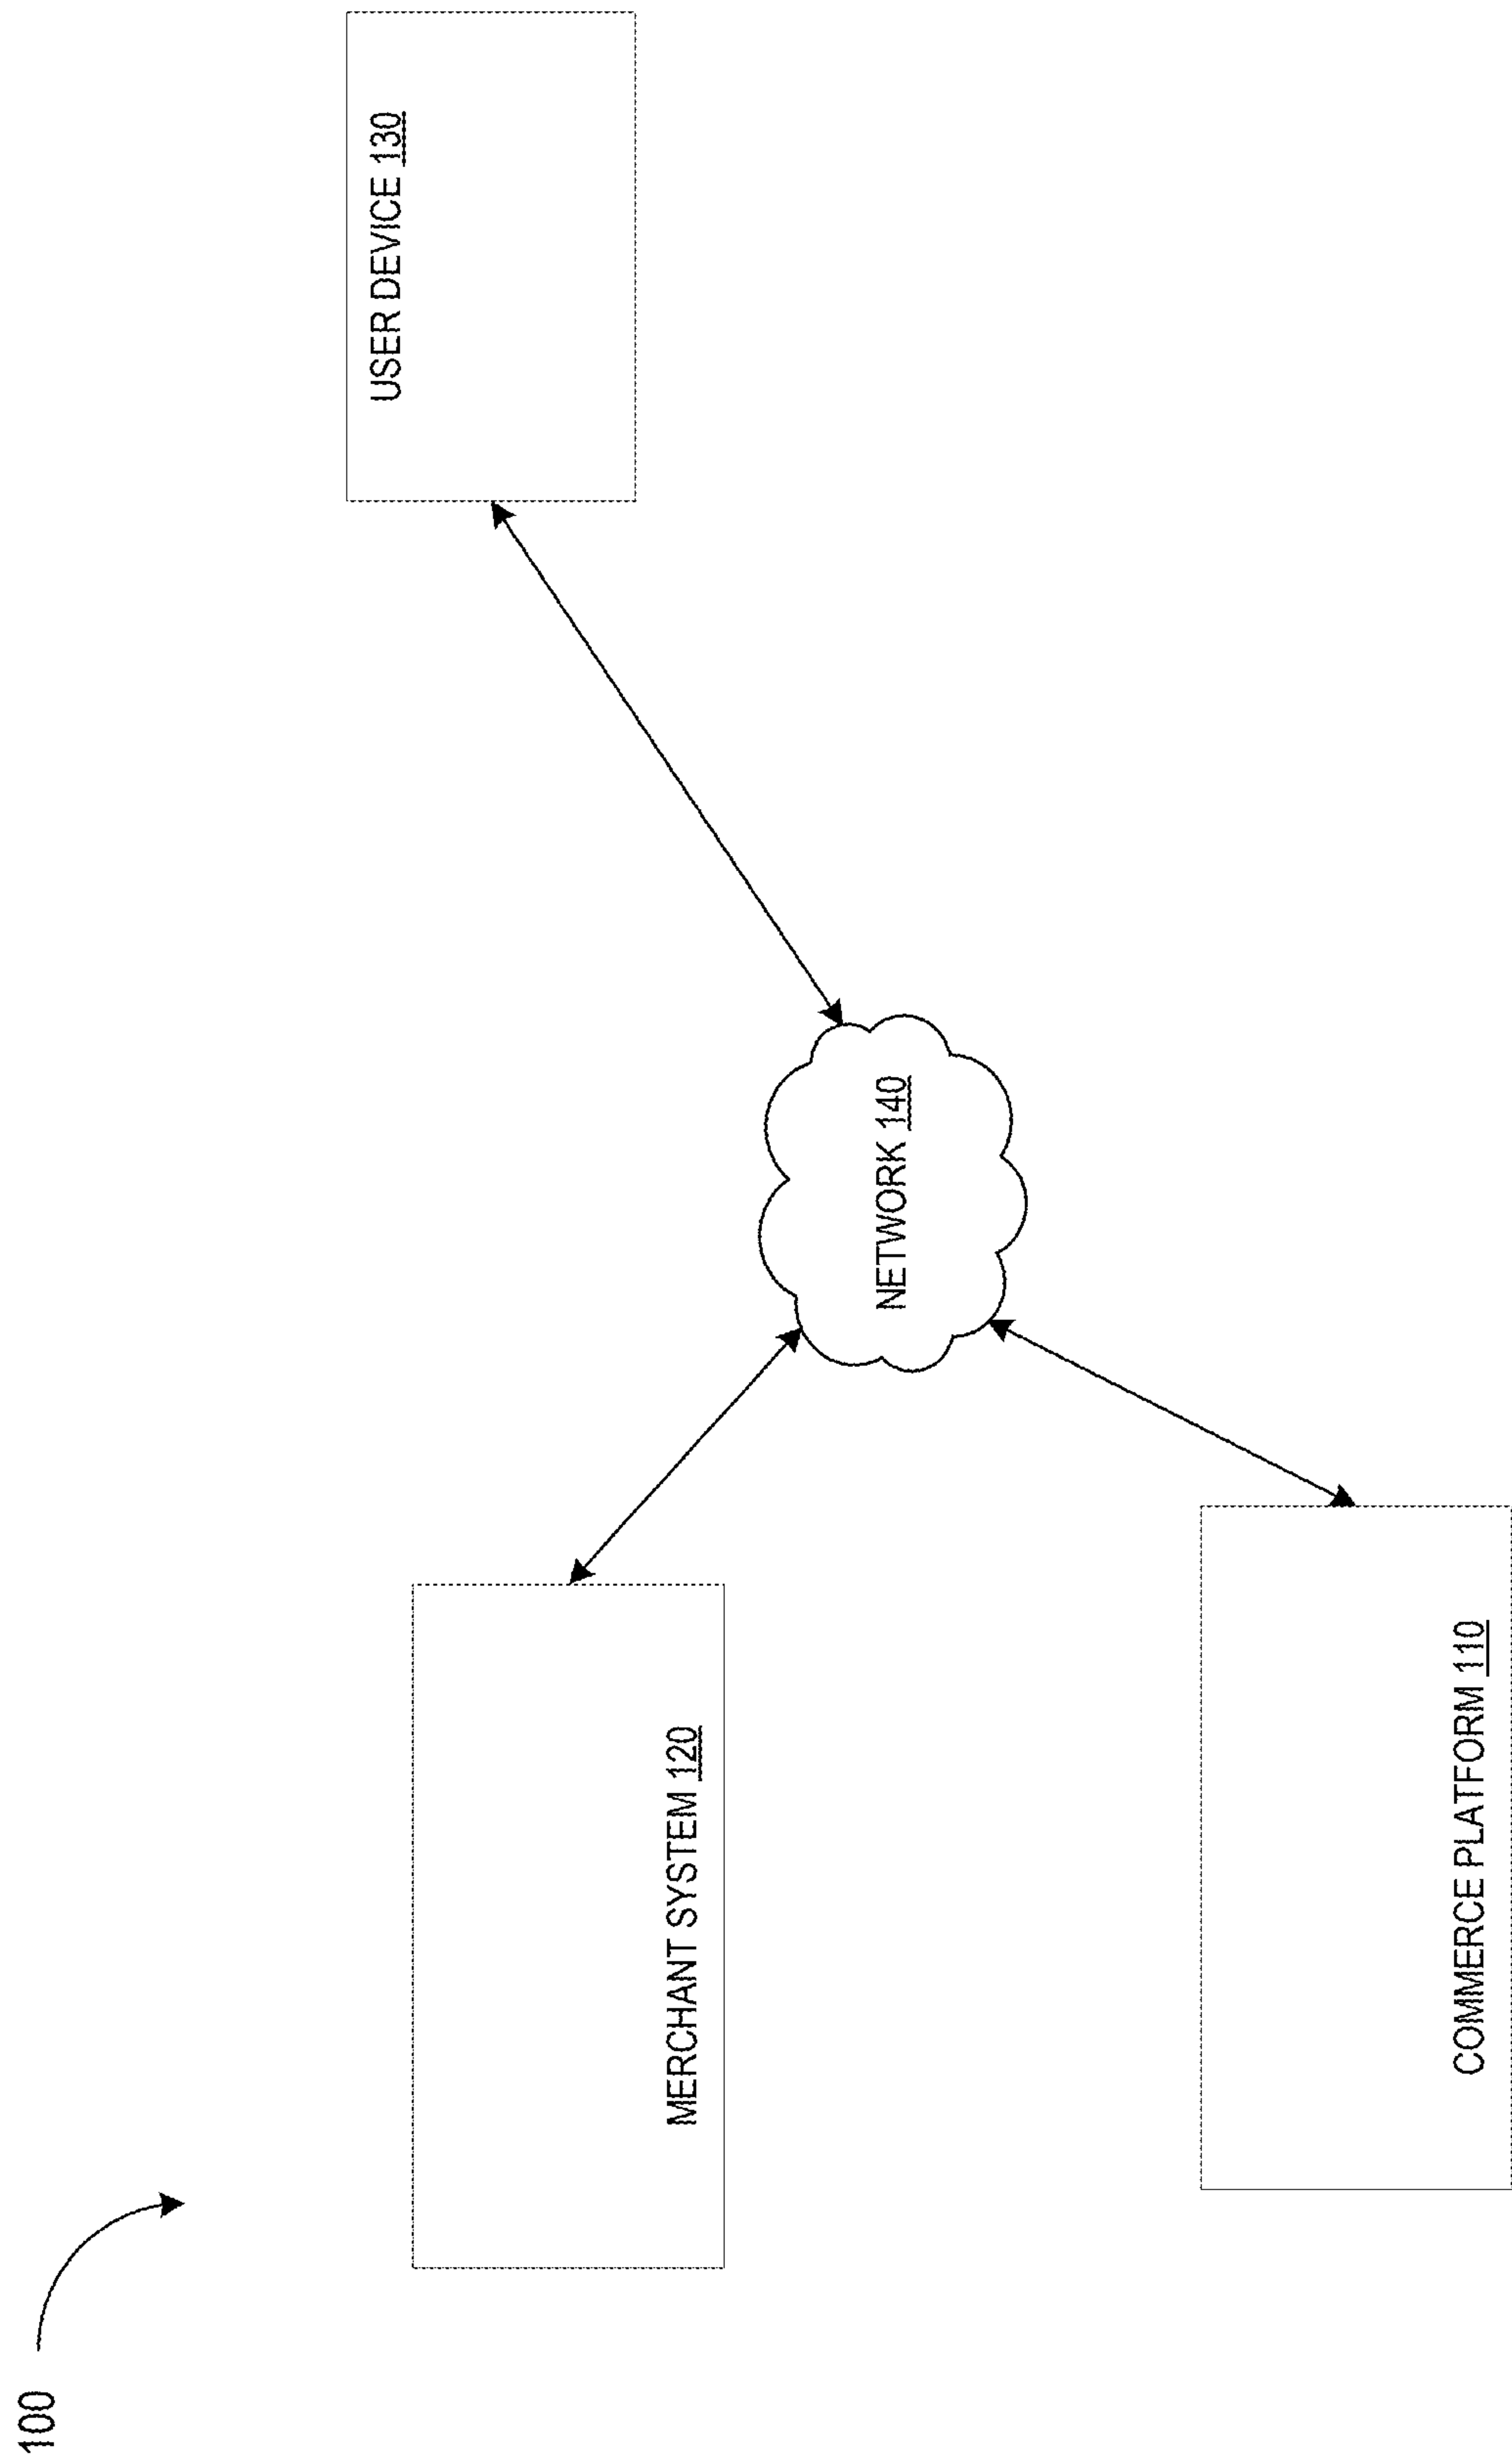 100
MERCHANT SYSTEM 120
USER DEVICE 130
NETWORK 140
COMMERCE PLATFORM 110